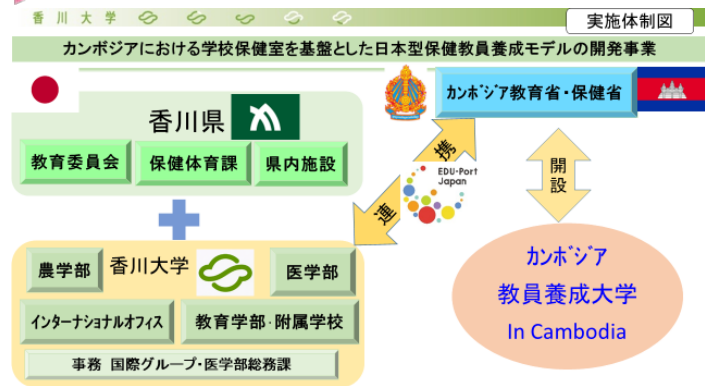 香川大学
実施体制図
カンボジアにおける学校保健室を基盤とした日本型保健教員養成モデルの開発事業
香川県
教育委員会
保健体育課
県内施設
ｶﾝﾎﾞｼﾞｱ教育省・保健省
連携
EDU-Port
Japan
開設
農学部
香川大学
医学部
ｲﾝﾀｰﾅｼｮﾅﾙｵﾌｨｽ
教育学部・附属学校
事務 国際グループ・医学部総務課
ｶﾝﾎﾞｼﾞｱ
教員養成大学
In Cambodia